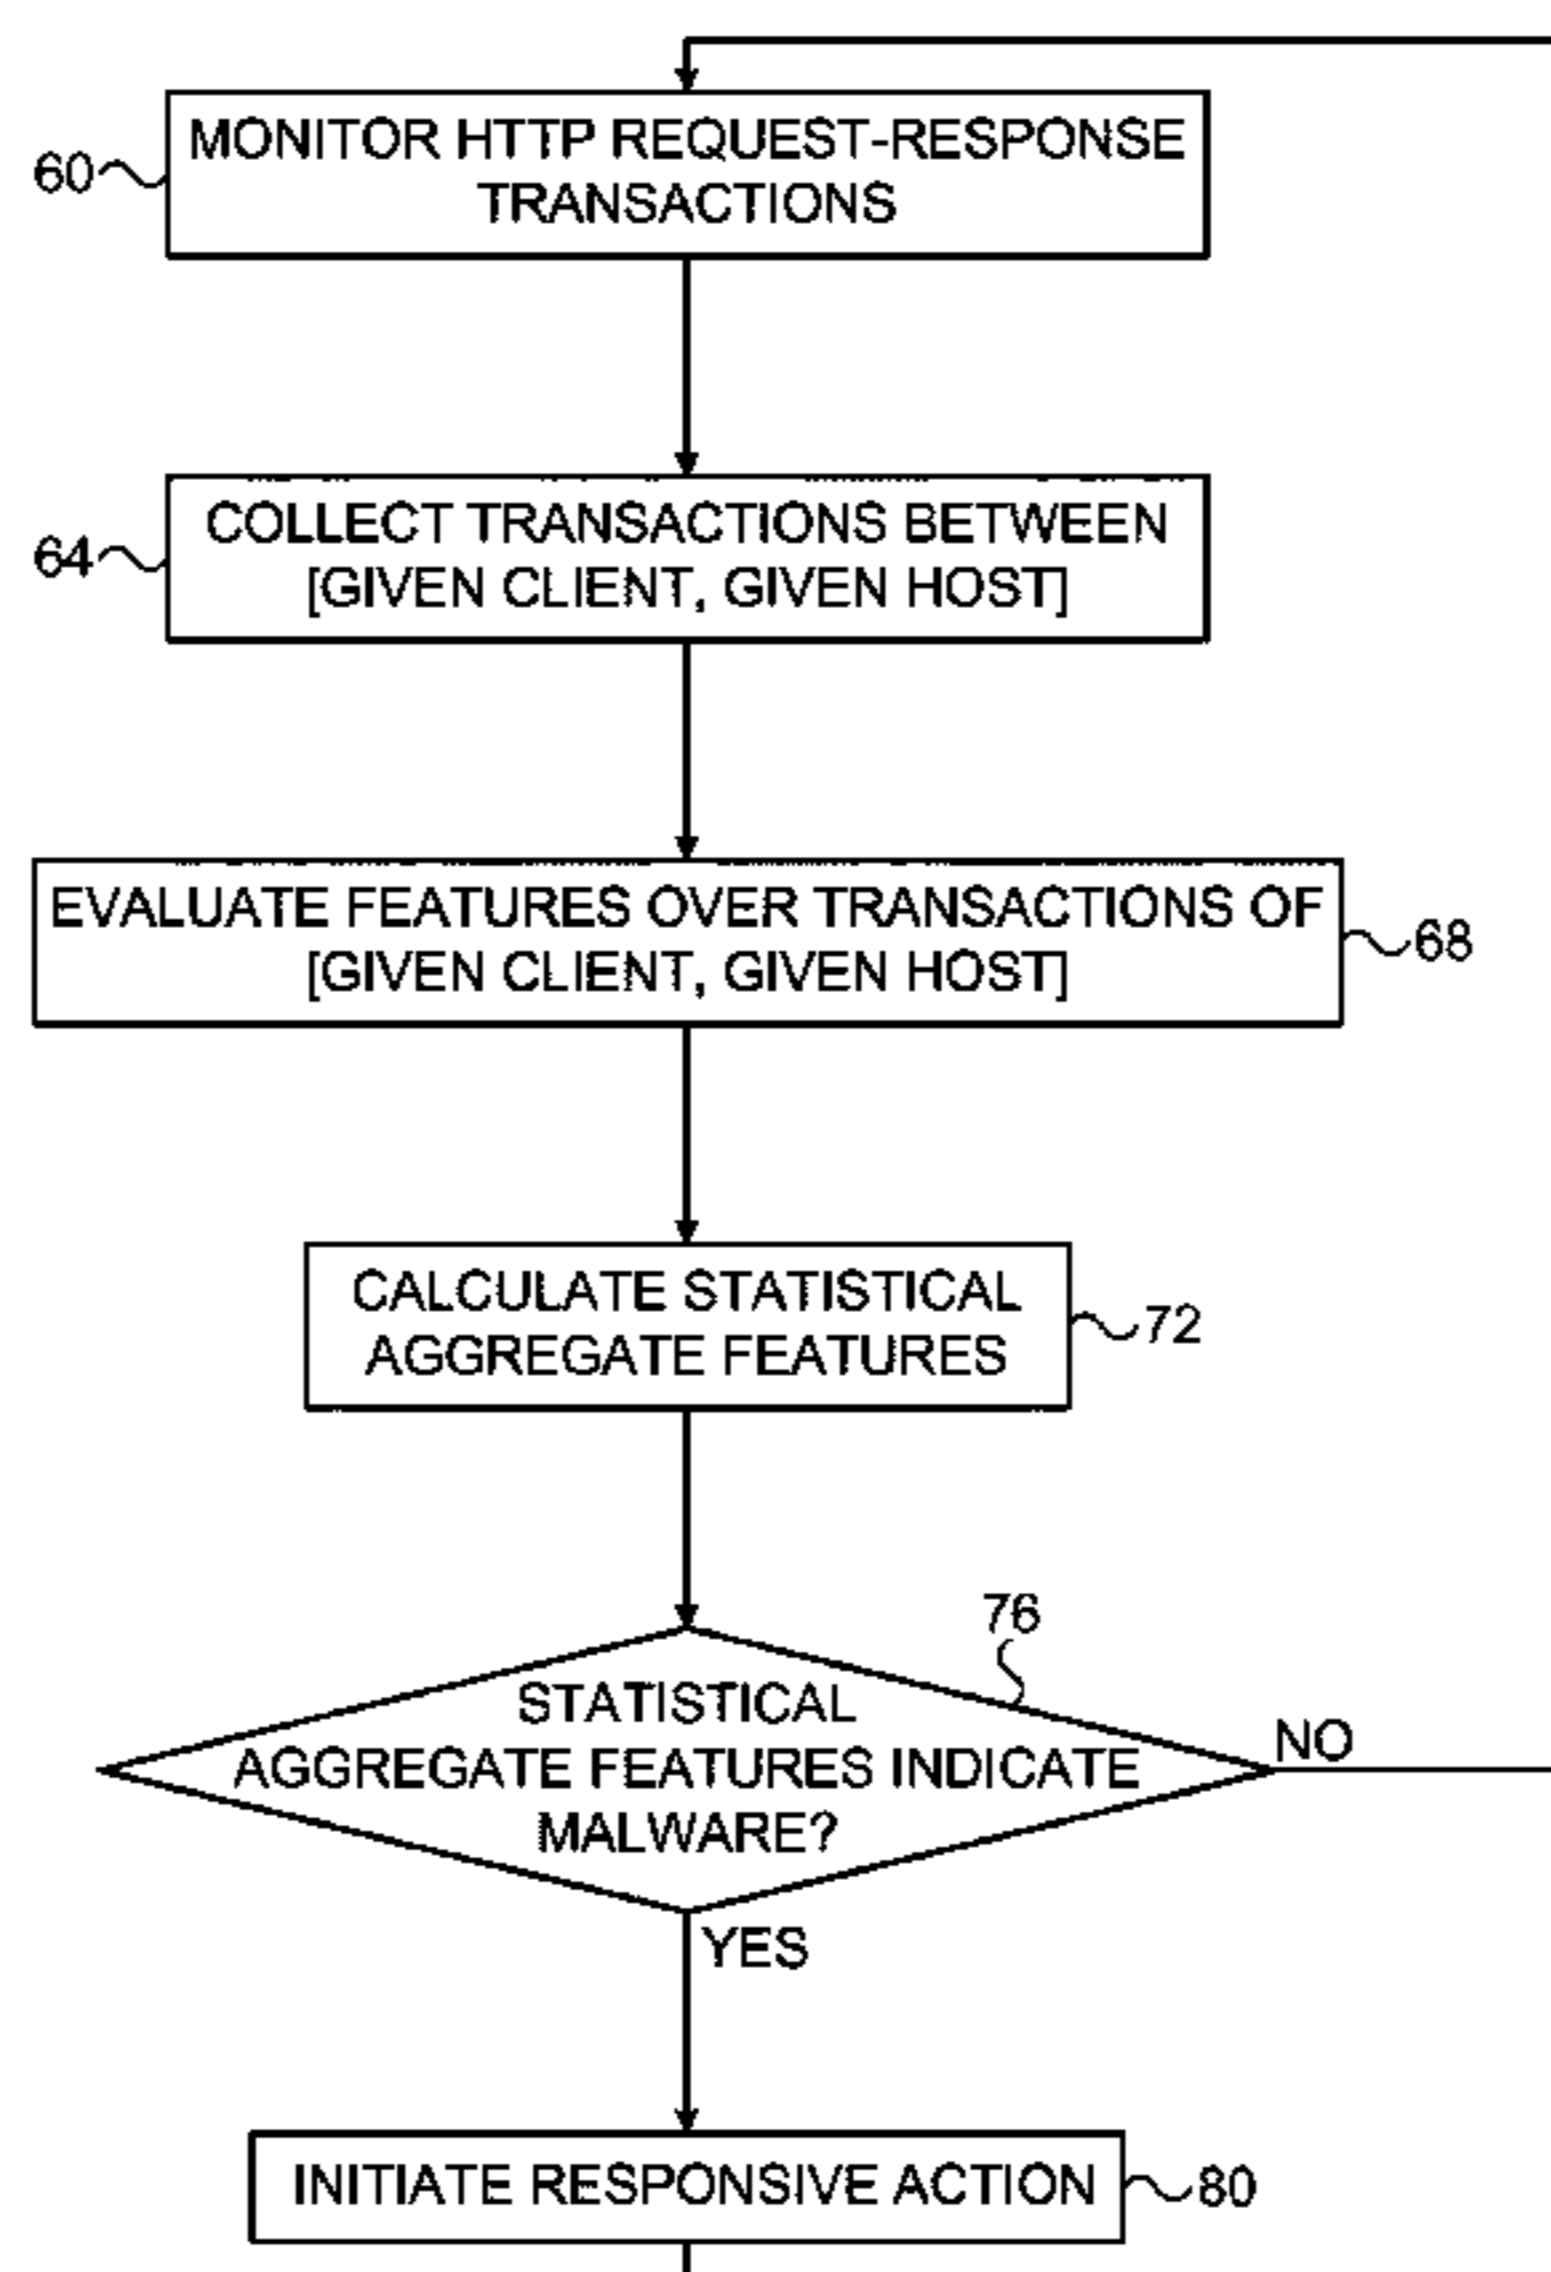 60
MONITOR HTTP REQUEST-RESPONSE
TRANSACTIONS
64
COLLECT TRANSACTIONS BETWEEN
[GIVEN CLIENT, GIVEN HOST]
EVALUATE FEATURES OVER TRANSACTIONS OF
[GIVEN CLIENT, GIVEN HOST]
68
CALCULATE STATISTICAL
AGGREGATE FEATURES
72
76
STATISTICAL
AGGREGATE FEATURES INDICATE
MALWARE?
NO
YES
INITIATE RESPONSIVE ACTION
80